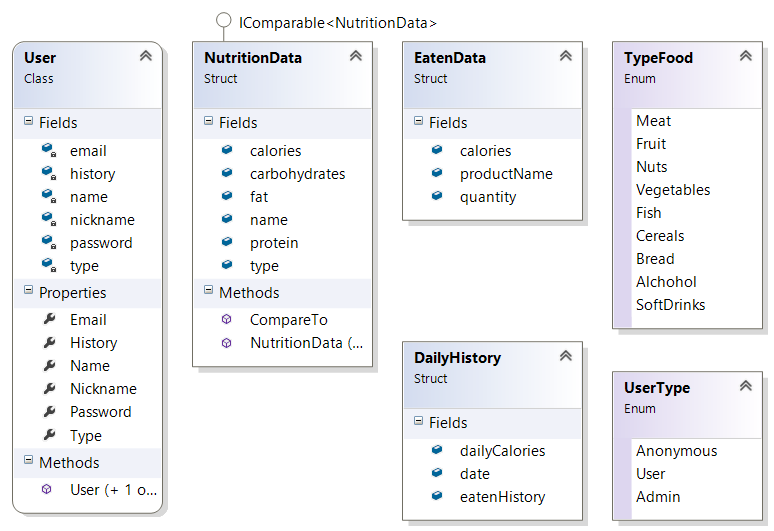 IComparable<NutritionData>
User
Class
Fields
email
history
name
nickname
password
type
Properties
Email
History
Name
Nickname
Password
Type
Methods
User (+ 1 o...
NutritionData
Struct
Fields
calories
carbohydrates
fat
name
protein
type
Methods
CompareTo
NutritionData (...
EatenData
Struct
Fields
calories
productName
quantity
DailyHistory
Struct
Fields
dailyCalories
date
eatenHistory
TypeFood
Enum
Meat
Fruit
Nuts
Vegetables
Fish
Cereals
Bread
Alchohol
SoftDrinks
UserType
Enum
Anonymous
User
Admin